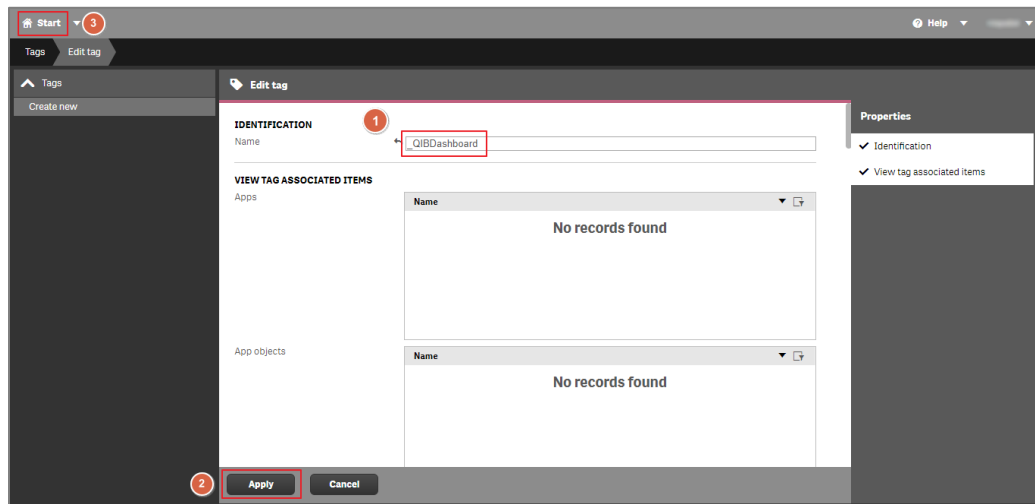 Start 3 Help
Tags Edit tag
Tags
Create new
Edit tag
IDENTIFICATION 1
Name _QIBDashboard
VIEW TAG ASSOCIATED ITEMS
Apps
Name
No records found
App objects
Name
No records found
Properties
Identification
View tag associated items
2 Apply Cancel